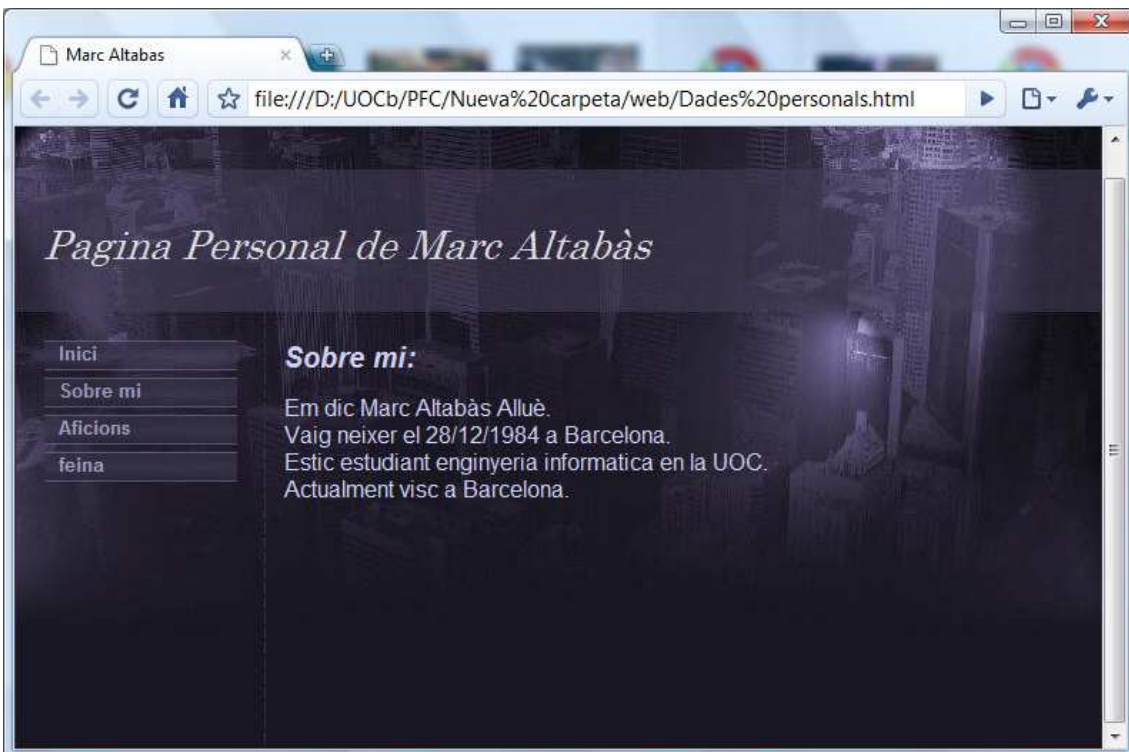 Marc Altabas
file:///D:/UOCb/PFC/Nueva%20carpeta/web/Dades%20personals.html
Pagina Personal de Marc Altabàs
Inici
Sobre mi
Aficions
feina
Sobre mi:
Em dic Marc Altabàs Alluè.
Vaig neixer el 28/12/1984 a Barcelona.
Estic estudiant enginyeria informatica en la UOC.
Actualment visc a Barcelona.